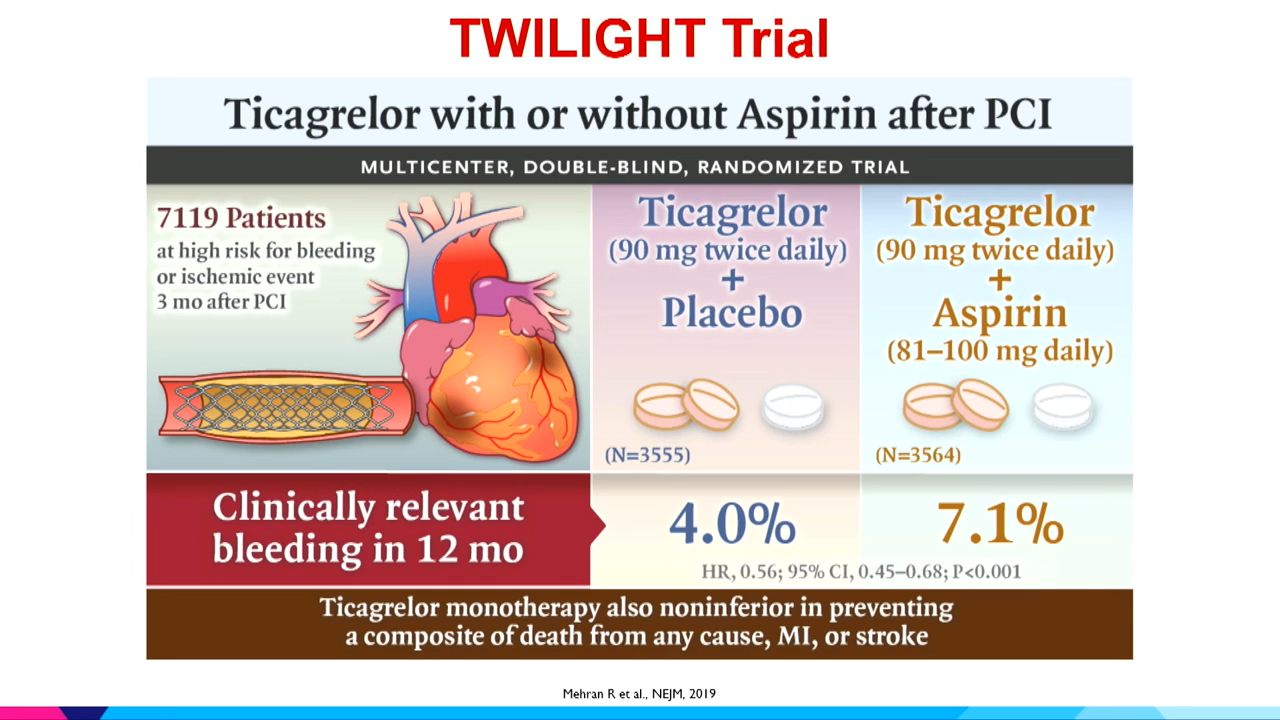 TWILIGHT Trial
Ticagrelor with or without Aspirin after PCI
MULTICENTER, DOUBLE-BLIND, RANDOMIZED TRIAL
7119 Patients
at high risk for bleeding
or ischemic event
3 mo after PCI
Ticagrelor
(90 mg twice daily)
+
Placebo
(N=3555)
Ticagrelor
(90 mg twice daily)
+
Aspirin
(81–100 mg daily)
(N=3564)
Clinically relevant
bleeding in 12 mo
4.0%
7.1%
HR, 0.56; 95% CI, 0.45–0.68; P<0.001
Ticagrelor monotherapy also noninferior in preventing
a composite of death from any cause, MI, or stroke
Mehran R et al., NEJM, 2019